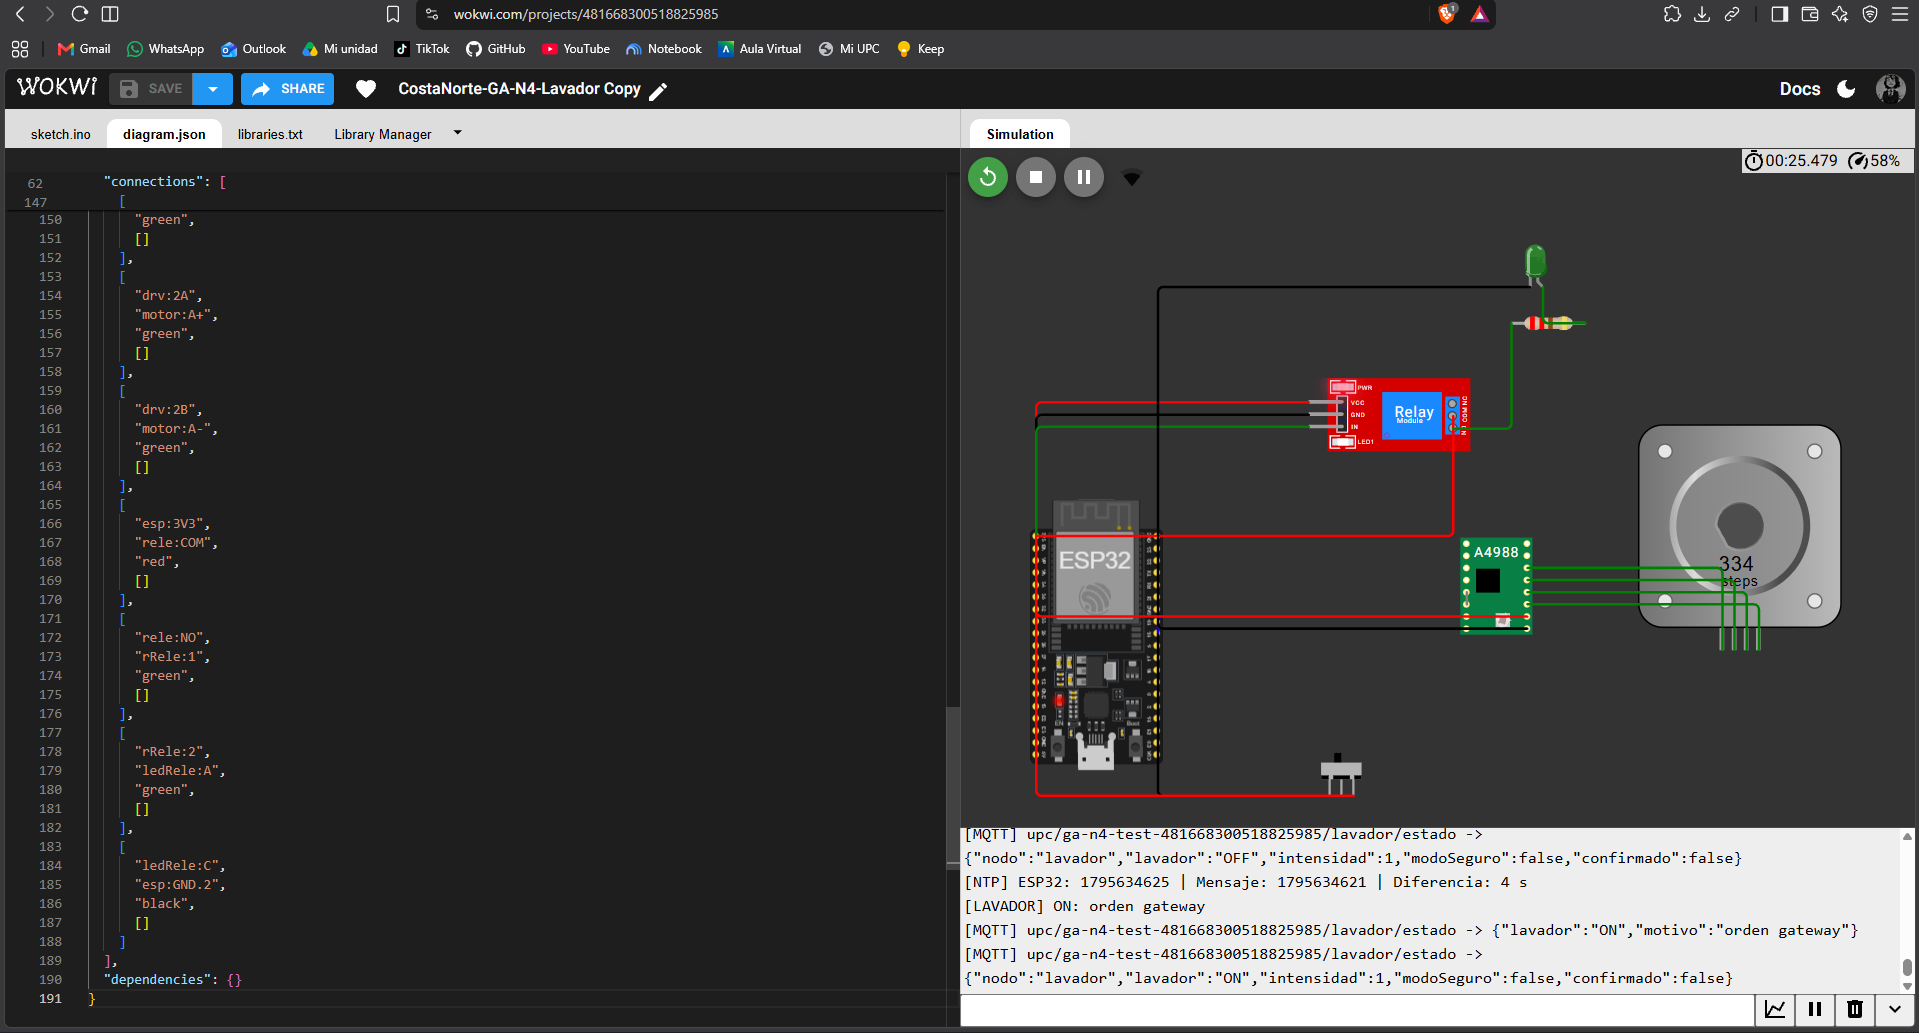 wokwi.com/projects/481668300518825985
1
Gmail WhatsApp Outlook Mi unidad TikTok GitHub YouTube Notebook Aula Virtual Mi UPC Keep
WOKWI SAVE SHARE CostaNorte-GA-N4-Lavador Copy Docs
sketch.ino diagram.json libraries.txt Library Manager
Simulation
00:25.479 58%
62 "connections": [
147 [
150 "green",
151 []
152 ],
153 [
154 "drv:2A",
155 "motor:A+",
156 "green",
157 []
158 ],
159 [
160 "drv:2B",
161 "motor:A-",
162 "green",
163 []
164 ],
165 [
166 "esp:3V3",
167 "rele:COM",
168 "red",
169 []
170 ],
171 [
172 "rele:NO",
173 "rRele:1",
174 "green",
175 []
176 ],
177 [
178 "rRele:2",
179 "ledRele:A",
180 "green",
181 []
182 ],
183 [
184 "ledRele:C",
185 "esp:GND.2",
186 "black",
187 []
188 ]
189 ],
190 "dependencies": {}
191 }
PWR
VCC
GND
IN
LED1
Relay
Module
NC
COM
ESP32
A4988
334
steps
[MQTT] upc/ga-n4-test-481668300518825985/lavador/estado ->
{"nodo":"lavador","lavador":"OFF","intensidad":1,"modoSeguro":false,"confirmado":false}
[NTP] ESP32: 1795634625 | Mensaje: 1795634621 | Diferencia: 4 s
[LAVADOR] ON: orden gateway
[MQTT] upc/ga-n4-test-481668300518825985/lavador/estado -> {"lavador":"ON","motivo":"orden gateway"}
[MQTT] upc/ga-n4-test-481668300518825985/lavador/estado ->
{"nodo":"lavador","lavador":"ON","intensidad":1,"modoSeguro":false,"confirmado":false}